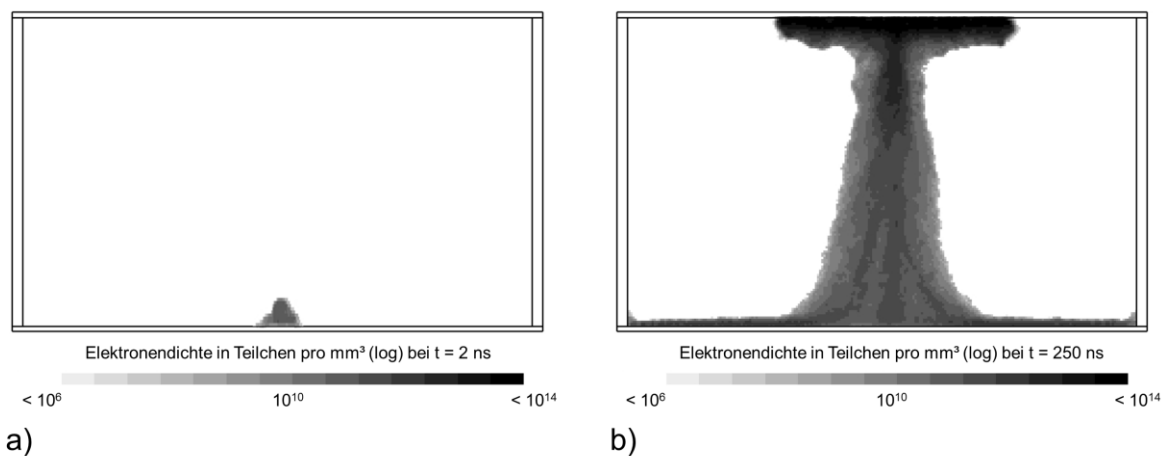 Elektronendichte in Teilchen pro mm³ (log) bei t = 2 ns
< 10⁶ 10¹⁰ < 10¹⁴
a)
Elektronendichte in Teilchen pro mm³ (log) bei t = 250 ns
< 10⁶ 10¹⁰ < 10¹⁴
b)